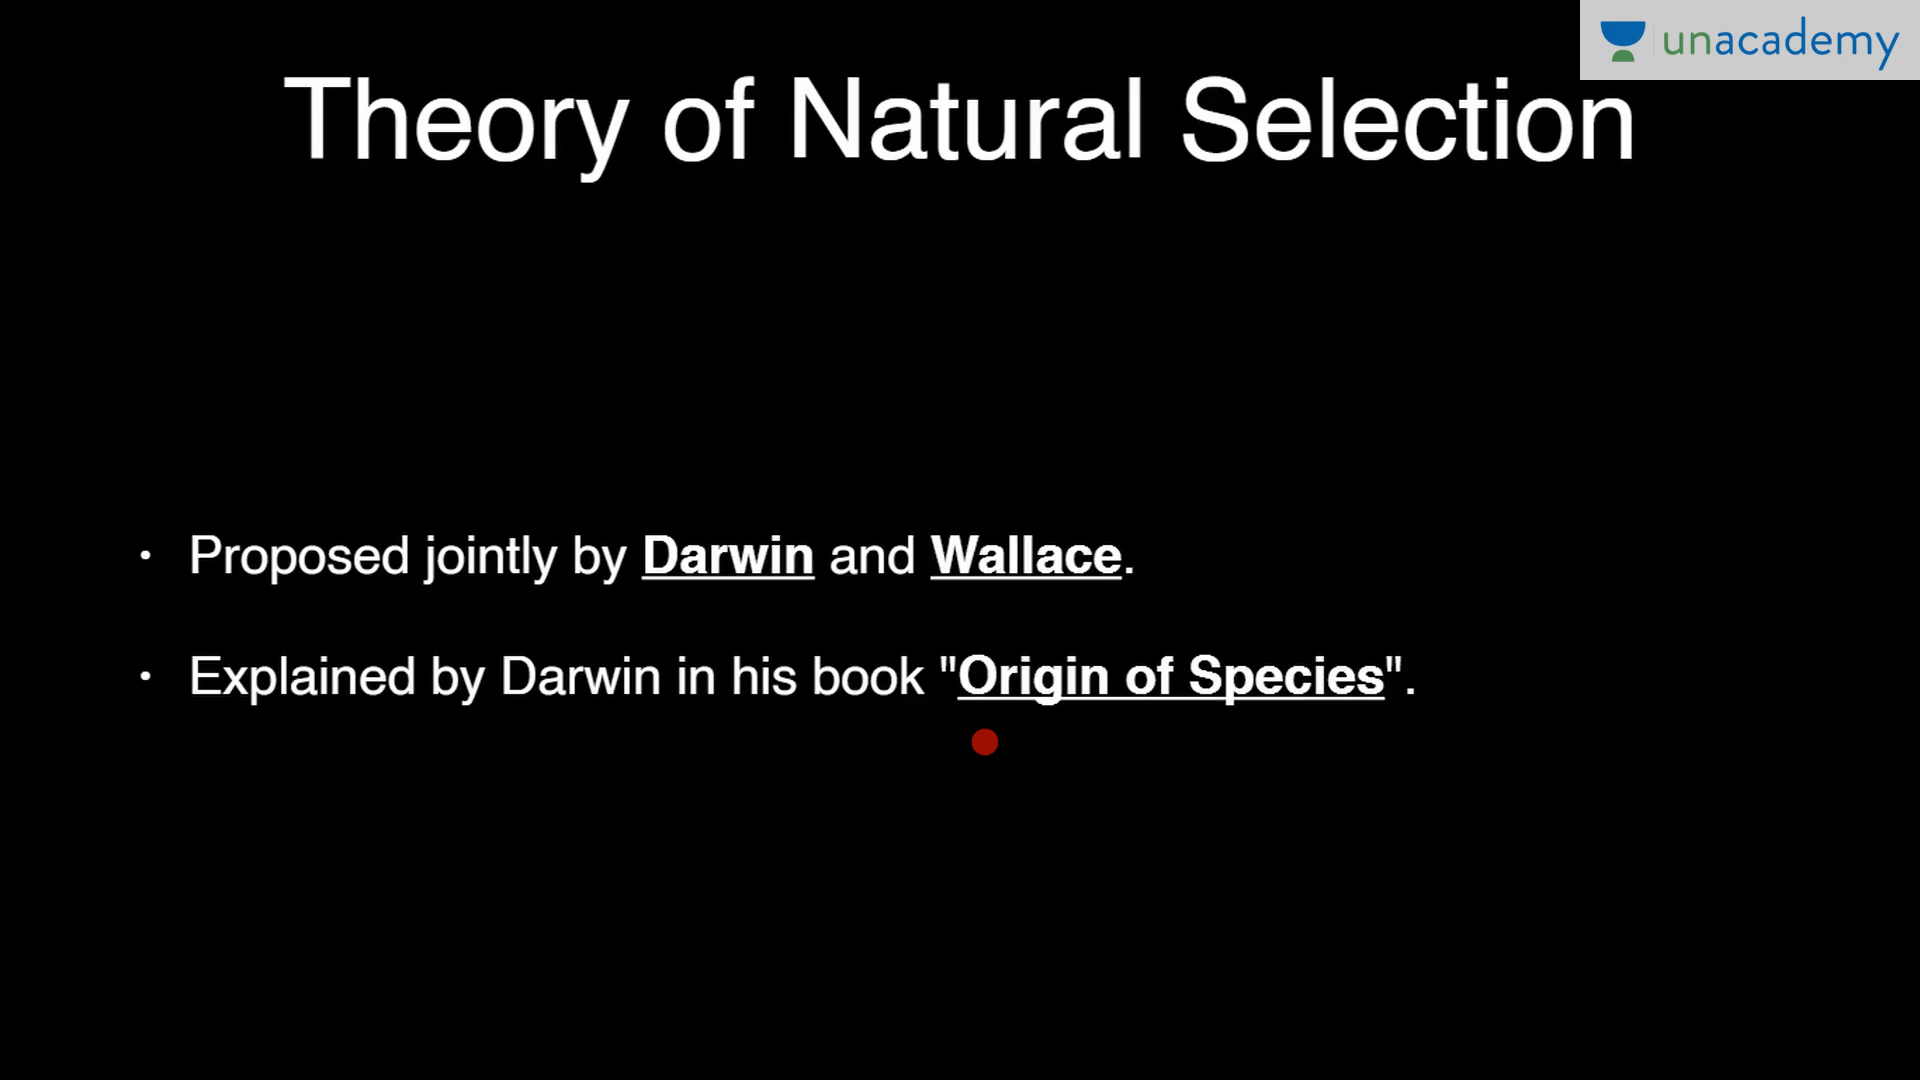 unacademy
Theory of Natural Selection
• Proposed jointly by Darwin and Wallace.
• Explained by Darwin in his book "Origin of Species".